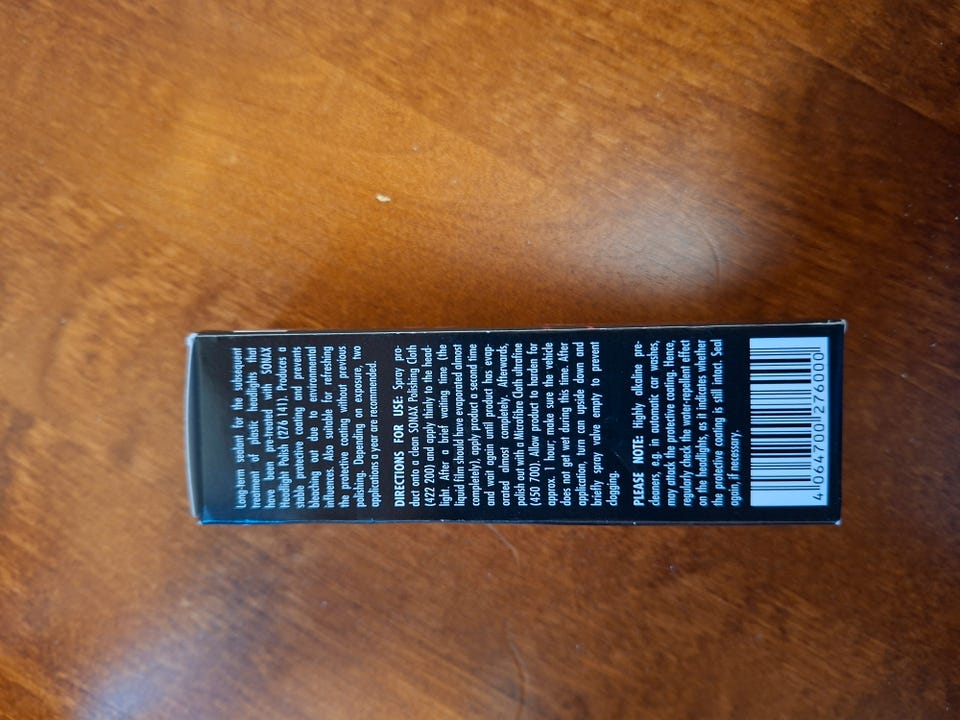 Long-term sealant for the subsequent
treatment of plastic headlights that
have been pre-treated with SONAX
Headlight Polish (276 141). Produces a
stable protective coating and prevents
bleaching out due to environmental
influences. Also suitable for refreshing
the protective coating without previous
polishing. Depending on exposure, two
applications a year are recommended.
DIRECTIONS FOR USE: Spray pro-
duct onto a clean SONAX Polishing Cloth
(422 200) and apply thinly to the head-
light. After a brief waiting time (the
liquid film should have evaporated almost
completely), apply product a second time
and wait again until product has evap-
orated almost completely. Afterwards,
polish out with a Microfibre Cloth ultrafine
(450 700). Allow product to harden for
approx. 1 hour; make sure the vehicle
does not get wet during this time. After
application, turn can upside down and
briefly spray valve empty to prevent
clogging.
PLEASE NOTE: Highly alkaline pre-
cleaners, e.g. in automatic car washes,
may attack the protective coating. Hence,
regularly check the water-repellent effect
on the headlights, as it indicates whether
the protective coating is still intact. Seal
again, if necessary.
4 064700 276000